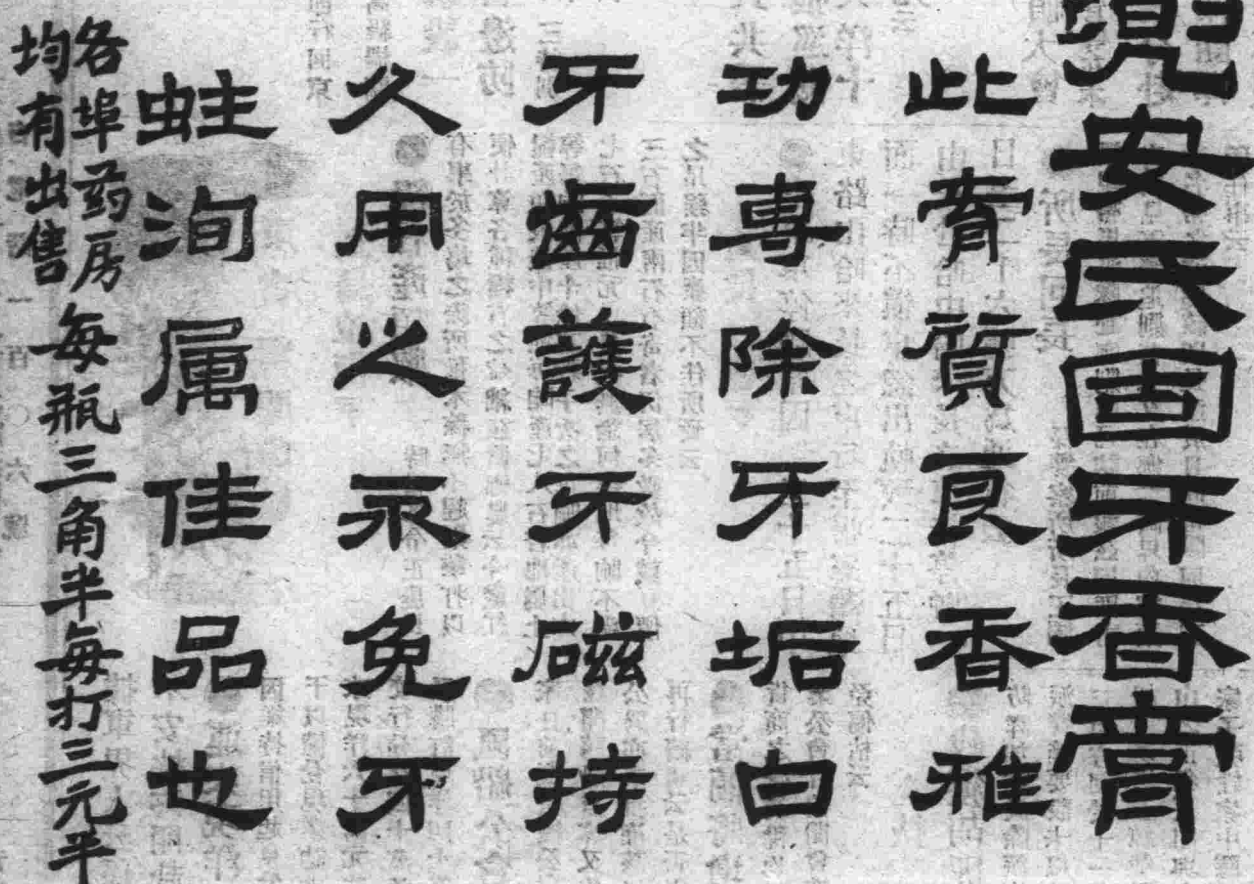 兜安氏固牙香膏
此膏質良香雅
功專除牙垢白
牙齒護牙磁持
久用之永免牙
蛀洵属佳品也
各埠药房
均有出售
每瓶三角半每打三元半